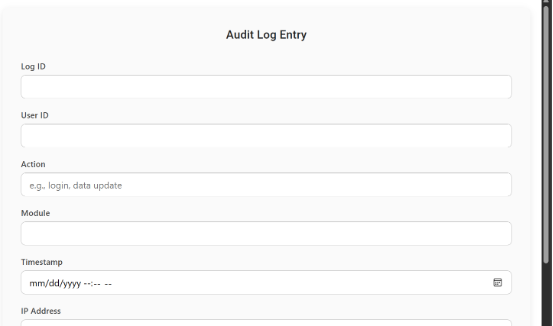 Audit Log Entry
Log ID
User ID
Action
e.g., login, data update
Module
Timestamp
mm/dd/yyyy --:-- --
IP Address